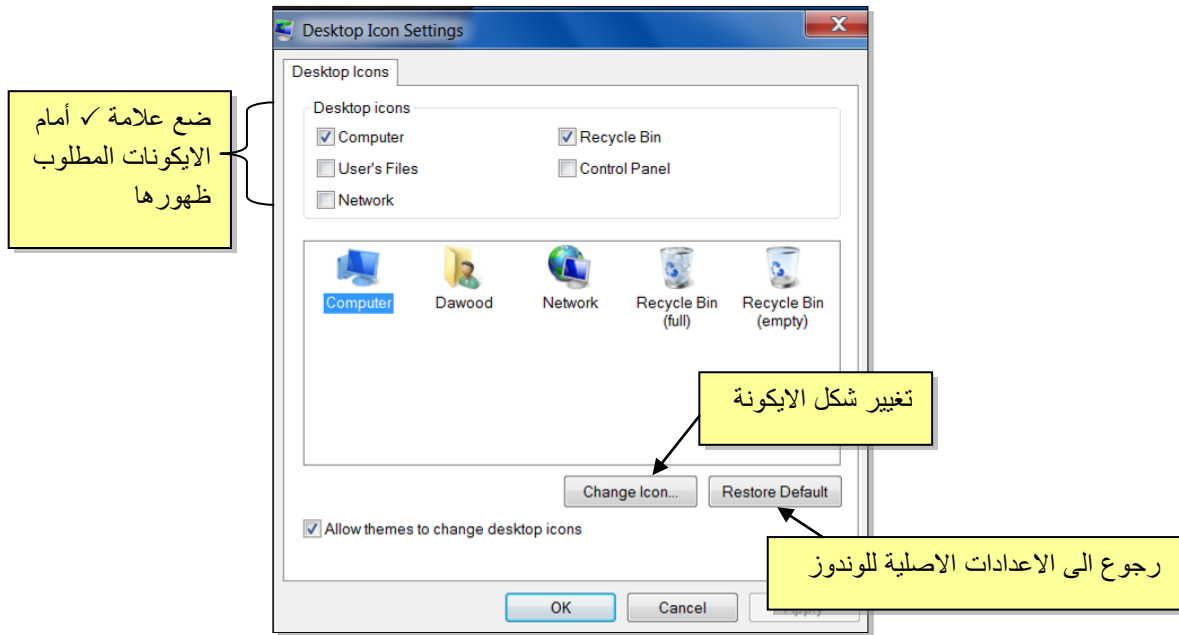 Desktop Icon Settings
X
Desktop Icons
ضع علامة ✓ أمام
الايكونات المطلوب
ظهورها
Desktop icons
Computer
Recycle Bin
User's Files
Control Panel
Network
Computer
Dawood
Network
Recycle Bin
(full)
Recycle Bin
(empty)
تغيير شكل الايكونة
Change Icon...
Restore Default
Allow themes to change desktop icons
رجوع الى الاعدادات الاصلية للوندوز
OK
Cancel